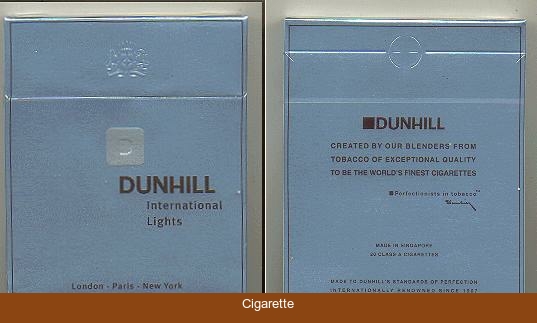 D
DUNHILL
International
Lights
London - Paris - New York
DUNHILL
CREATED BY OUR BLENDERS FROM
TOBACCO OF EXCEPTIONAL QUALITY
TO BE THE WORLD'S FINEST CIGARETTES
Perfectionists in tobacco™
MADE IN SINGAPORE
20 CLASS A CIGARETTES
MADE TO DUNHILL'S STANDARDS OF PERFECTION
INTERNATIONALLY RENOWNED SINCE 1907
Cigarette